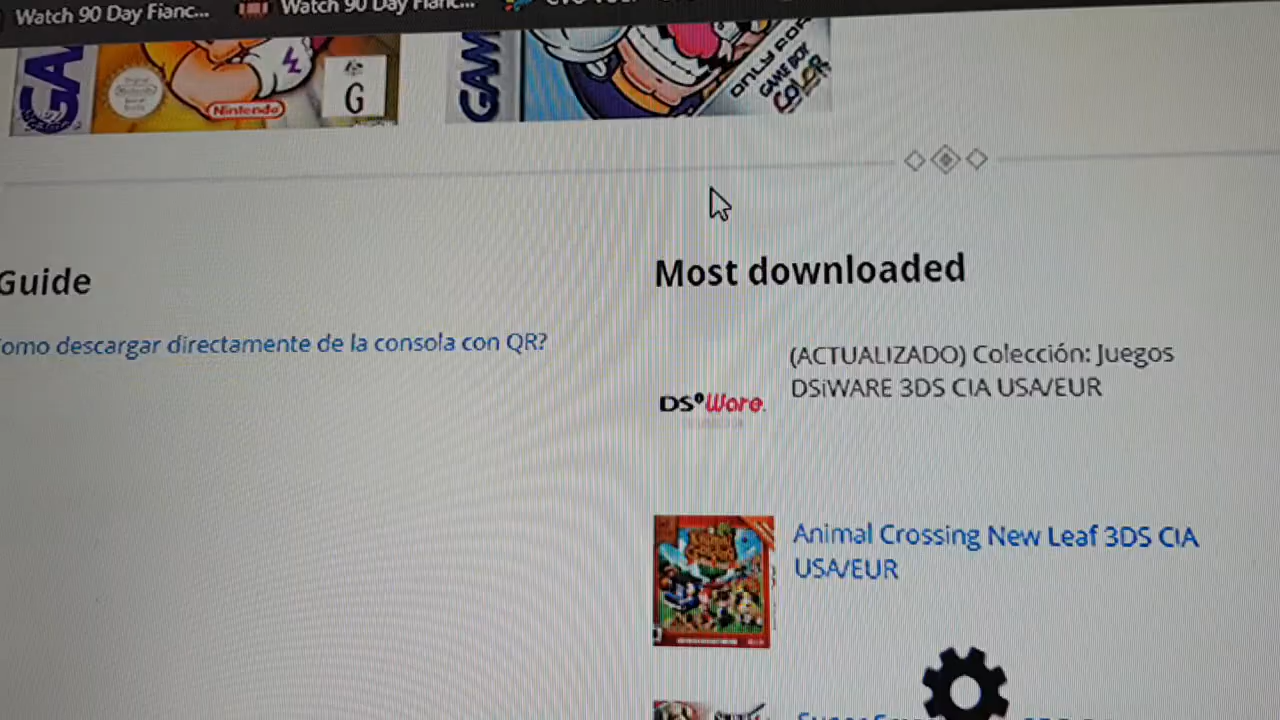 Watch 90 Day Fianc...
Watch 90 Day Fianc...
GAM
Nintendo
G
GAM
ONLY FOR
GAME BOY
COLOR
Guide
omo descargar directamente de la consola con QR?
Most downloaded
(ACTUALIZADO) Colección: Juegos
DSiWARE 3DS CIA USA/EUR
DSiWare.
Animal Crossing New Leaf 3DS CIA
USA/EUR